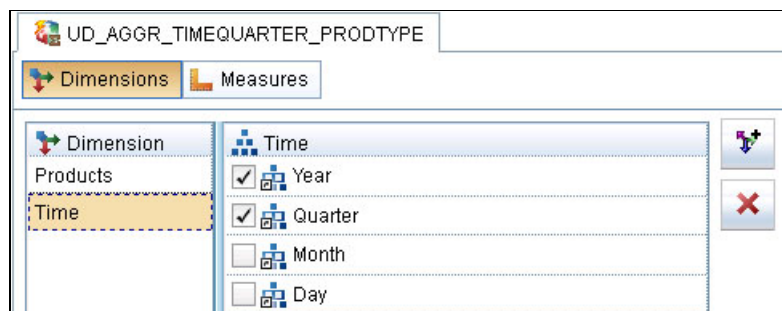 UD_AGGR_TIMEQUARTER_PRODTYPE
Dimensions Measures
Dimension
Products
Time
Time
Year
Quarter
Month
Day